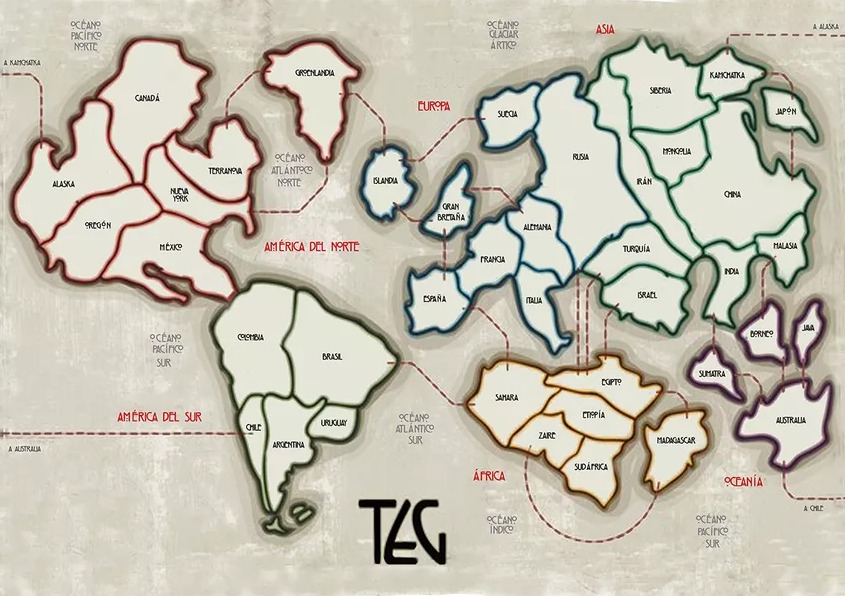 OCÉANO
PACÍFICO
NORTE
OCÉANO
GLACIAR
ÁRTICO
ASIA
A: ALASKA
A: KAMCHATKA
GROENLANDIA
KAMCHATKA
SIBERIA
CANADÁ
EUROPA
SUECIA
JAPÓN
TERRANOVA
OCÉANO
ATLÁNTOCO
NORTE
RUSIA
MONGOLIA
ALASKA
ISLANDIA
IRÁN
NUEVA
YORK
CHINA
GRAN
BRETAÑA
OREGÓN
ALEMANIA
MÉXICO
AMÉRICA DEL NORTE
TURQUÍA
MALASIA
FRANCIA
INDIA
ESPAÑA
ITALIA
ISRAEL
COLOMBIA
BORNEO
JAVA
OCÉANO
PACÍFICO
SUR
BRASIL
SUMATRA
EGIPTO
SAHARA
AMÉRICA DEL SUR
ETIOPÍA
URUGUAY
CHILE
OCÉANO
ATLÁNTICO
SUR
AUSTRALIA
ZAIRE
MADAGASCAR
ARGENTINA
A: AUSTRALIA
SUDÁFRICA
ÁFRICA
OCEANÍA
A: CHILE
TEG
OCÉANO
ÍNDICO
OCÉANO
PACÍFICO
SUR